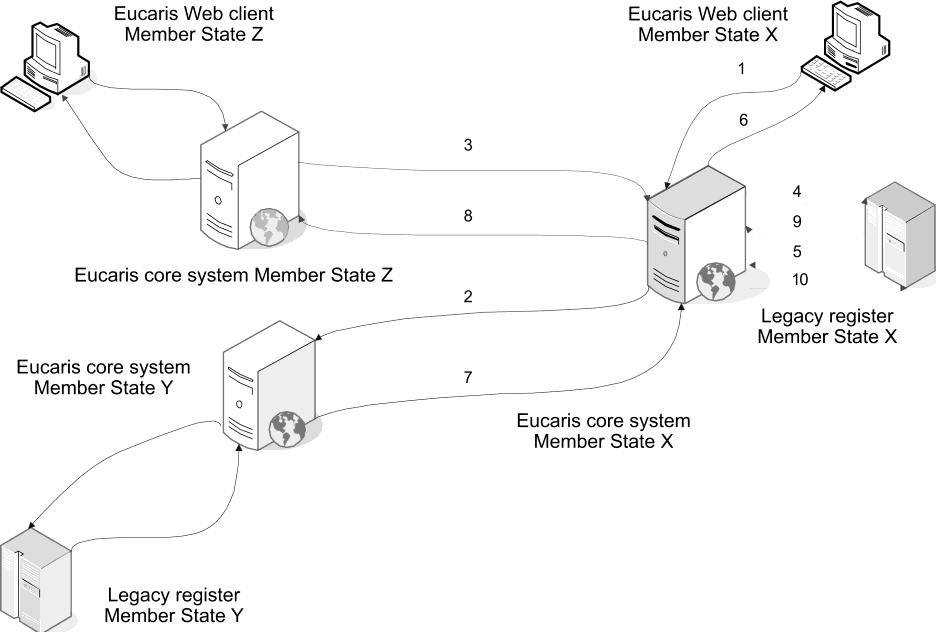 Eucaris Web client
Member State Z
Eucaris Web client
Member State X
1
6
3
8
4
9
5
10
Eucaris core system Member State Z
2
Legacy register
Member State X
Eucaris core system
Member State Y
7
Eucaris core system
Member State X
Legacy register
Member State Y